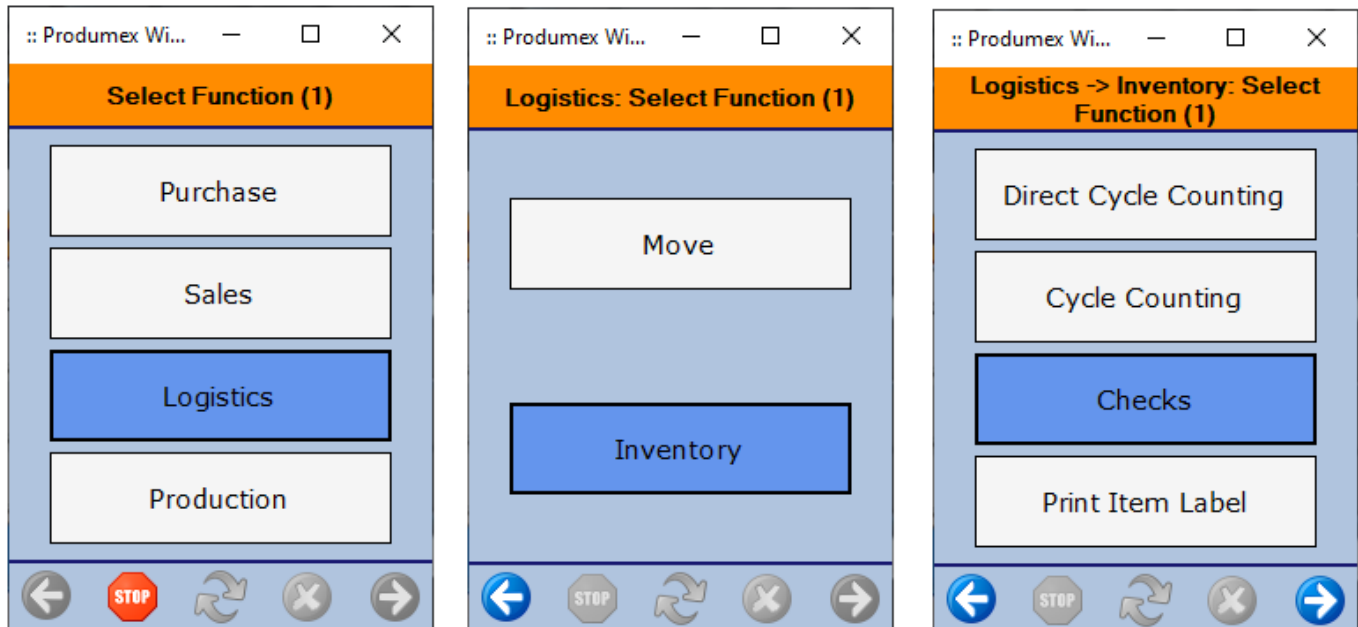 :: Produmex Wi...
Select Function (1)
Purchase
Sales
Logistics
Production
STOP
:: Produmex Wi...
Logistics: Select Function (1)
Move
Inventory
STOP
:: Produmex Wi...
Logistics -> Inventory: Select
Function (1)
Direct Cycle Counting
Cycle Counting
Checks
Print Item Label
STOP